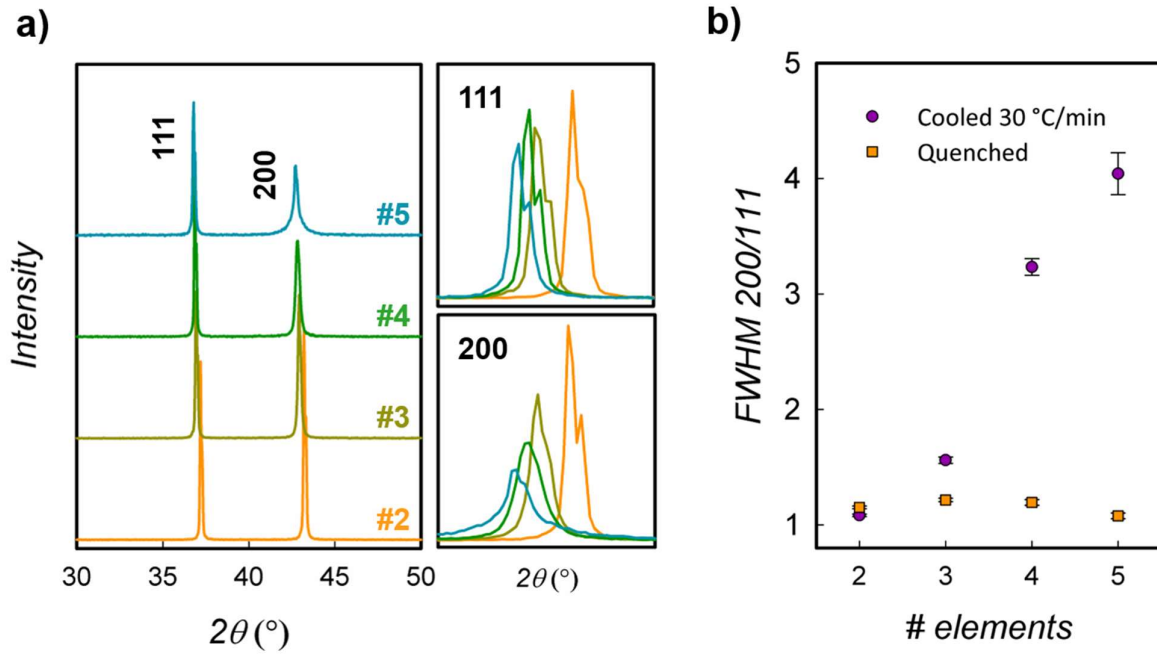 a)
Intensity
111
200
#5
#4
#3
#2
30 35 40 45 50
2θ (°)
111
200
2θ (°)
b)
FWHM 200/111
5
4
3
2
1
Cooled 30 °C/min
Quenched
2 3 4 5
# elements